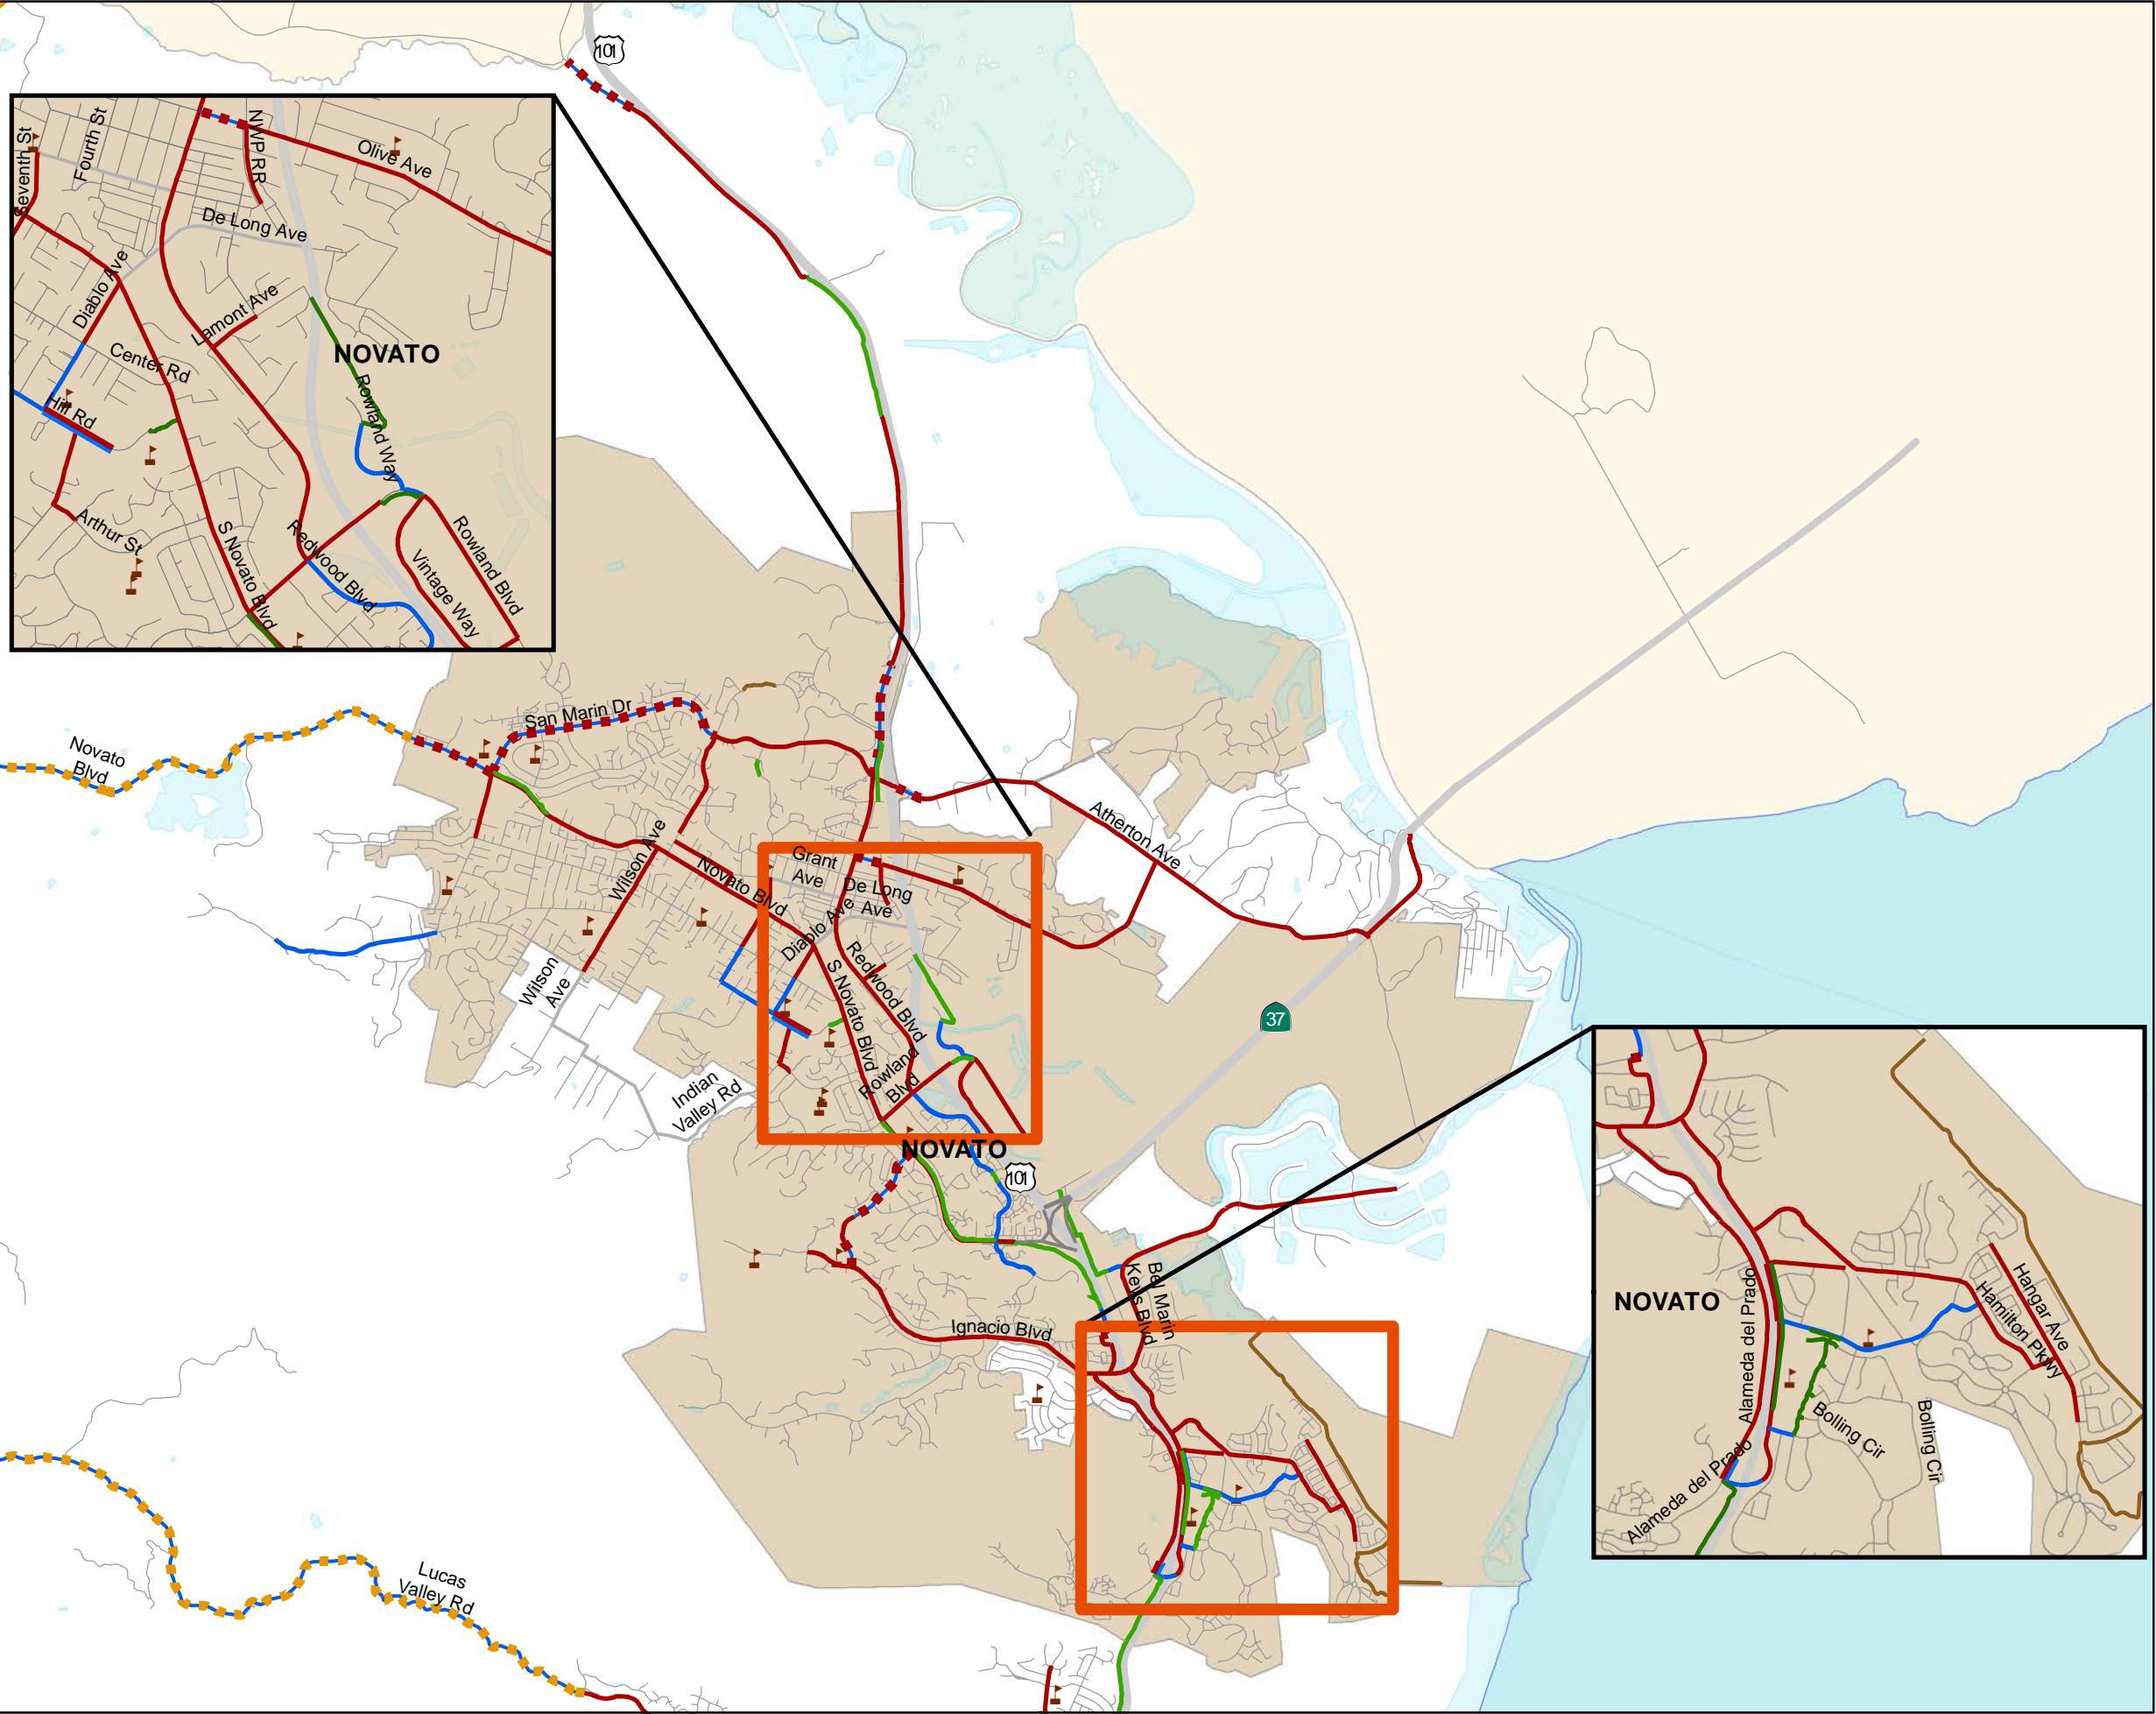 101
Seventh St
Fourth St
NWP RR
Olive Ave
De Long Ave
Diablo Ave
Lamont Ave
NOVATO
Center Rd
Rowland Way
Hill Rd
Arthur St
S Novato Blvd
Redwood Blvd
Vintage Way
Rowland Blvd
San Marin Dr
Novato
Blvd
Atherton Ave
Wilson Ave
Novato Blvd
Grant
Ave
De Long
Ave
Diablo Ave
Redwood Blvd
S Novato Blvd
Rowland
Blvd
Wilson
Ave
Indian
Valley Rd
37
NOVATO
101
Bel Marin
Keys Blvd
Ignacio Blvd
NOVATO
Alameda del Prado
Hangar Ave
Hamilton Pkwy
Bolling Cir
Bolling Cir
Alameda del Prado
Lucas
Valley Rd